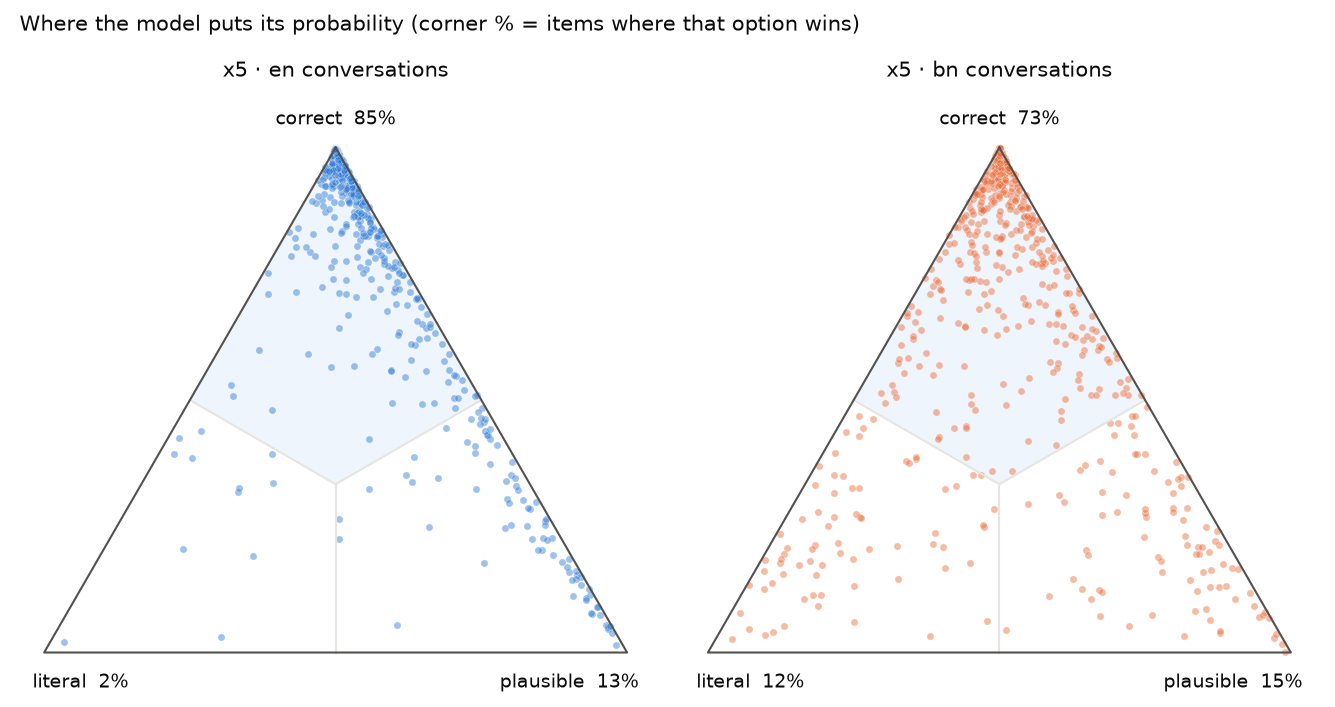 Where the model puts its probability (corner % = items where that option wins)
x5 · en conversations
x5 · bn conversations
correct  85%
correct  73%
literal  2%
plausible  13%
literal  12%
plausible  15%